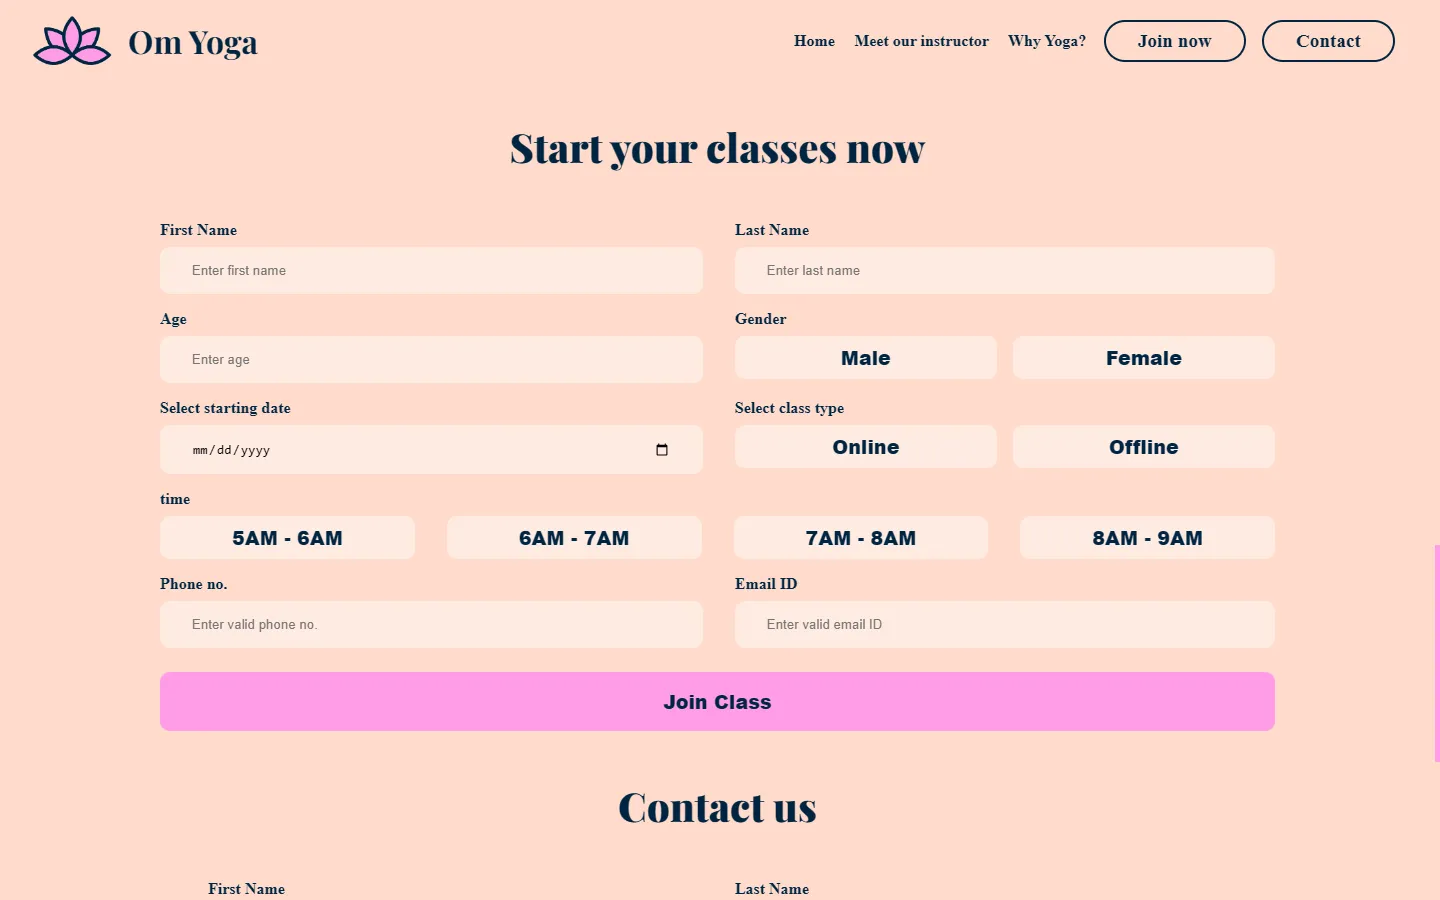 Om Yoga
Home
Meet our instructor
Why Yoga?
Join now
Contact
Start your classes now
First Name
Last Name
Enter first name
Enter last name
Age
Gender
Enter age
Male
Female
Select starting date
Select class type
mm/dd/yyyy
Online
Offline
time
5AM - 6AM
6AM - 7AM
7AM - 8AM
8AM - 9AM
Phone no.
Email ID
Enter valid phone no.
Enter valid email ID
Join Class
Contact us
First Name
Last Name